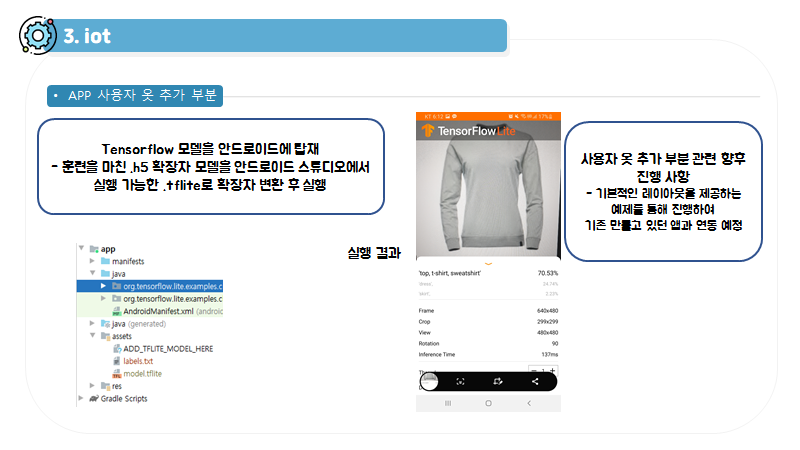 3. iot
• APP 사용자 옷 추가 부분
Tensorflow 모델을 안드로이드에 탑재
- 훈련을 마친 .h5 확장자 모델을 안드로이드 스튜디오에서
실행 가능한 .tflite로 확장자 변환 후 실행
app
manifests
java
org.tensorflow.lite.examples.c
org.tensorflow.lite.examples.c
AndroidManifest.xml (android
java (generated)
assets
ADD_TFLITE_MODEL_HERE
labels.txt
model.tflite
res
Gradle Scripts
실행 결과
KT 6:12
17%
TensorFlowLite
'top, t-shirt, sweatshirt' 70.53%
24.74%
2.22%
Frame 640x480
Crop 299x299
View 480x480
Rotation 90
Inference Time 137ms
사용자 옷 추가 부분 관련 향후
진행 사항
- 기본적인 레이아웃을 제공하는
예제를 통해 진행하여
기존 만들고 있던 앱과 연동 예정